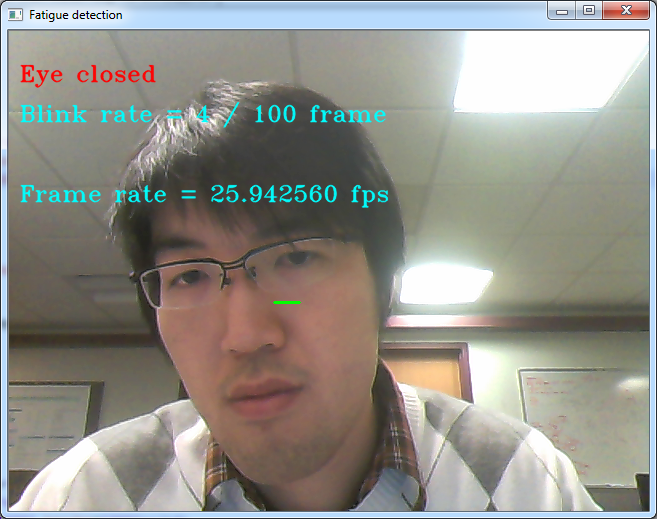 Fatigue detection
Eye closed
Blink rate = 4 / 100 frame
Frame rate = 25.942560 fps